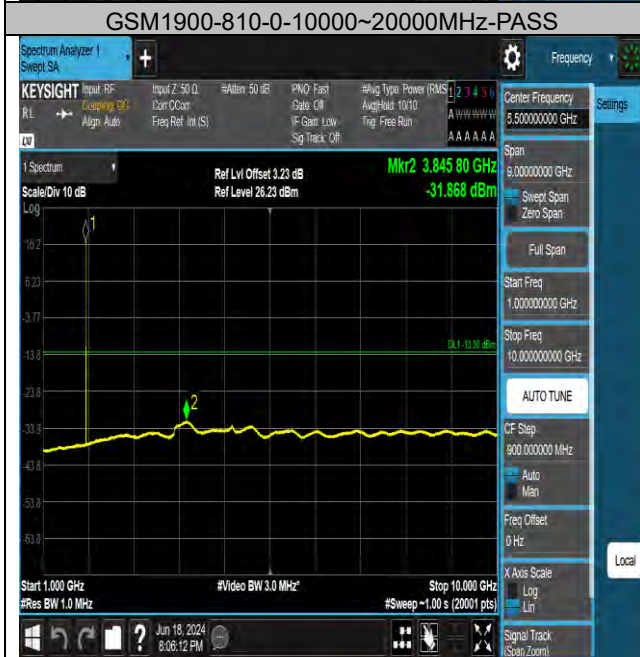 GSM1900-810-0-10000~20000MHz-PASS
Spectrum Analyzer 1
Swept SA
+
Frequency
KEYSIGHT
RL
LXI
Input: RF
Coupling: DC
Align: Auto
Input Z: 50 Ω
Corr CCorr
Freq Ref: Int (S)
#Atten: 50 dB
PNO: Fast
Gate: Off
IF Gain: Low
Sig Track: Off
#Avg Type: Power (RMS
Avg|Hold: 10/10
Trig: Free Run
1 2 3 4 5 6
A W W W W W
A A A A A A
1 Spectrum
Scale/Div 10 dB
Log
Ref Lvl Offset 3.23 dB
Ref Level 26.23 dBm
Mkr2 3.845 80 GHz
-31.868 dBm
1
16.2
6.23
-3.77
DL1 -13.00 dBm
-13.8
-23.8
2
-33.8
-43.8
-53.8
-63.8
Start 1.000 GHz
#Res BW 1.0 MHz
#Video BW 3.0 MHz*
Stop 10.000 GHz
#Sweep ~1.00 s (20001 pts)
Jun 18, 2024
8:06:12 PM
Center Frequency
5.500000000 GHz
Settings
Span
9.00000000 GHz
Swept Span
Zero Span
Full Span
Start Freq
1.000000000 GHz
Stop Freq
10.000000000 GHz
AUTO TUNE
CF Step
900.000000 MHz
Auto
Man
Freq Offset
0 Hz
X Axis Scale
Log
Lin
Local
Signal Track
(Span Zoom)